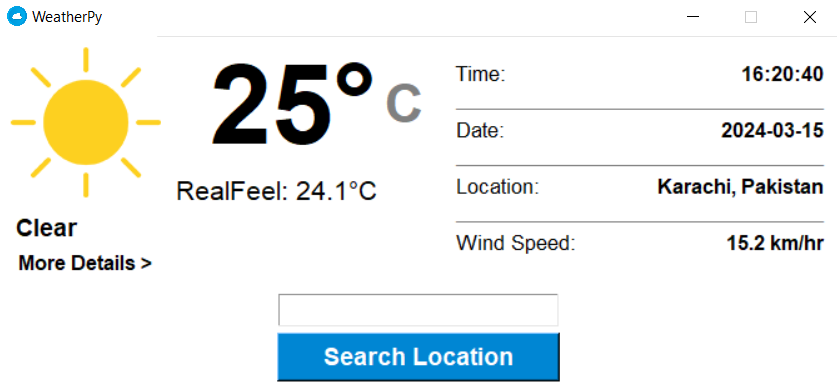 WeatherPy
25° C
RealFeel: 24.1°C
Clear
More Details >
Time: 16:20:40
Date: 2024-03-15
Location: Karachi, Pakistan
Wind Speed: 15.2 km/hr
Search Location